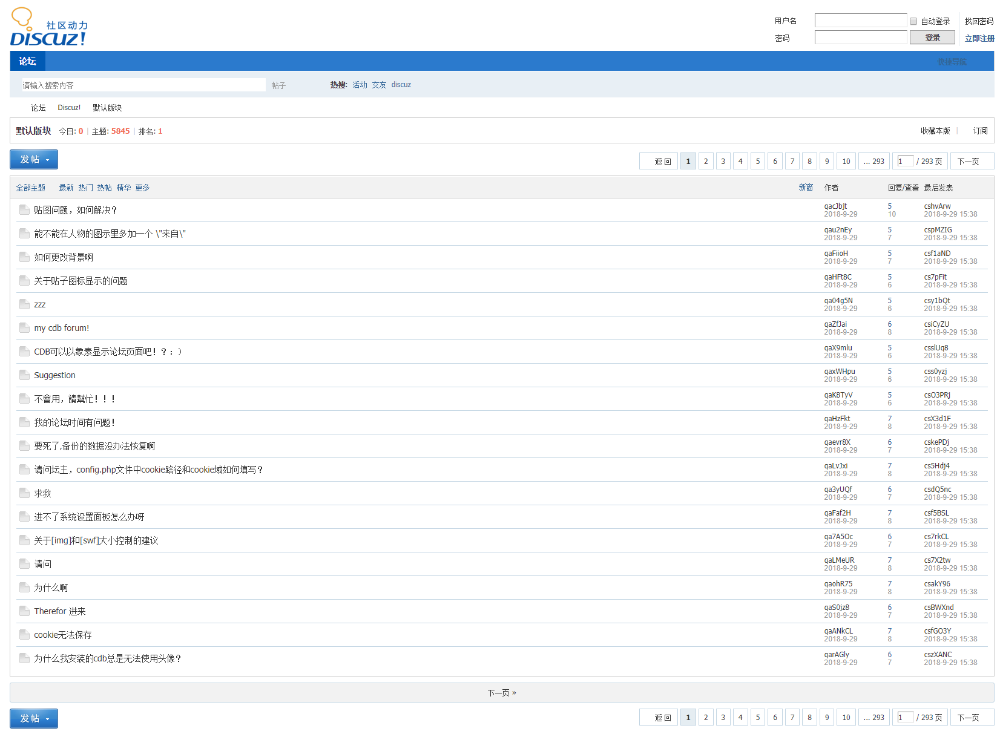 社区动力
DISCUZ!
用户名
自动登录
找回密码
密码
登录
立即注册
论坛
快捷导航
请输入搜索内容
帖子
热搜: 活动 交友 discuz
论坛 Discuz! 默认版块
默认版块 今日: 0 | 主题: 5845 | 排名: 1
收藏本版 | 订阅
发帖
返回 1 2 3 4 5 6 7 8 9 10 ... 293 1 / 293 页 下一页
全部主题 最新 热门 热帖 精华 更多 新窗 作者 回复/查看 最后发表
贴图问题，如何解决？ qacJbjt 5 cshvArw
2018-9-29 10 2018-9-29 15:38
能不能在人物的图示里多加一个 \"来自\" qau2nEy 5 cspMZIG
2018-9-29 7 2018-9-29 15:38
如何更改背景啊 qaFiioH 5 csf1aND
2018-9-29 7 2018-9-29 15:38
关于贴子图标显示的问题 qaHFt8C 5 cs7pFit
2018-9-29 6 2018-9-29 15:38
zzz qa04g5N 5 csy1bQt
2018-9-29 6 2018-9-29 15:38
my cdb forum! qaZfJai 6 csiCyZU
2018-9-29 8 2018-9-29 15:38
CDB可以以象素显示论坛页面吧！？：） qaX9mlu 5 csslUq8
2018-9-29 6 2018-9-29 15:38
Suggestion qaxWHpu 5 css0yzj
2018-9-29 6 2018-9-29 15:38
不會用，請幫忙！！！ qaK8TyV 5 csO3PRj
2018-9-29 6 2018-9-29 15:38
我的论坛时间有问题！ qaHzFkt 7 csX3d1F
2018-9-29 8 2018-9-29 15:38
要死了,备份的数据没办法恢复啊 qaevr8X 6 cskePDj
2018-9-29 7 2018-9-29 15:38
请问坛主，config.php文件中cookie路径和cookie域如何填写？ qaLvJxi 7 cs5Hdj4
2018-9-29 8 2018-9-29 15:38
求救 qa3yUQf 6 csdQ5nc
2018-9-29 7 2018-9-29 15:38
进不了系统设置面板怎么办呀 qaFaf2H 7 csf5BSL
2018-9-29 8 2018-9-29 15:38
关于[img]和[swf]大小控制的建议 qa7A5Oc 6 cs7rkCL
2018-9-29 7 2018-9-29 15:38
请问 qaLMeUR 7 cs7X2tw
2018-9-29 8 2018-9-29 15:38
为什么啊 qaohR75 7 csakY96
2018-9-29 8 2018-9-29 15:38
Therefor 进来 qaS0jz8 6 csBWXnd
2018-9-29 7 2018-9-29 15:38
cookie无法保存 qaANkCL 7 csfGO3Y
2018-9-29 8 2018-9-29 15:38
为什么我安装的cdb总是无法使用头像？ qarAGly 6 cszXANC
2018-9-29 7 2018-9-29 15:38
下一页 »
发帖
返回 1 2 3 4 5 6 7 8 9 10 ... 293 1 / 293 页 下一页